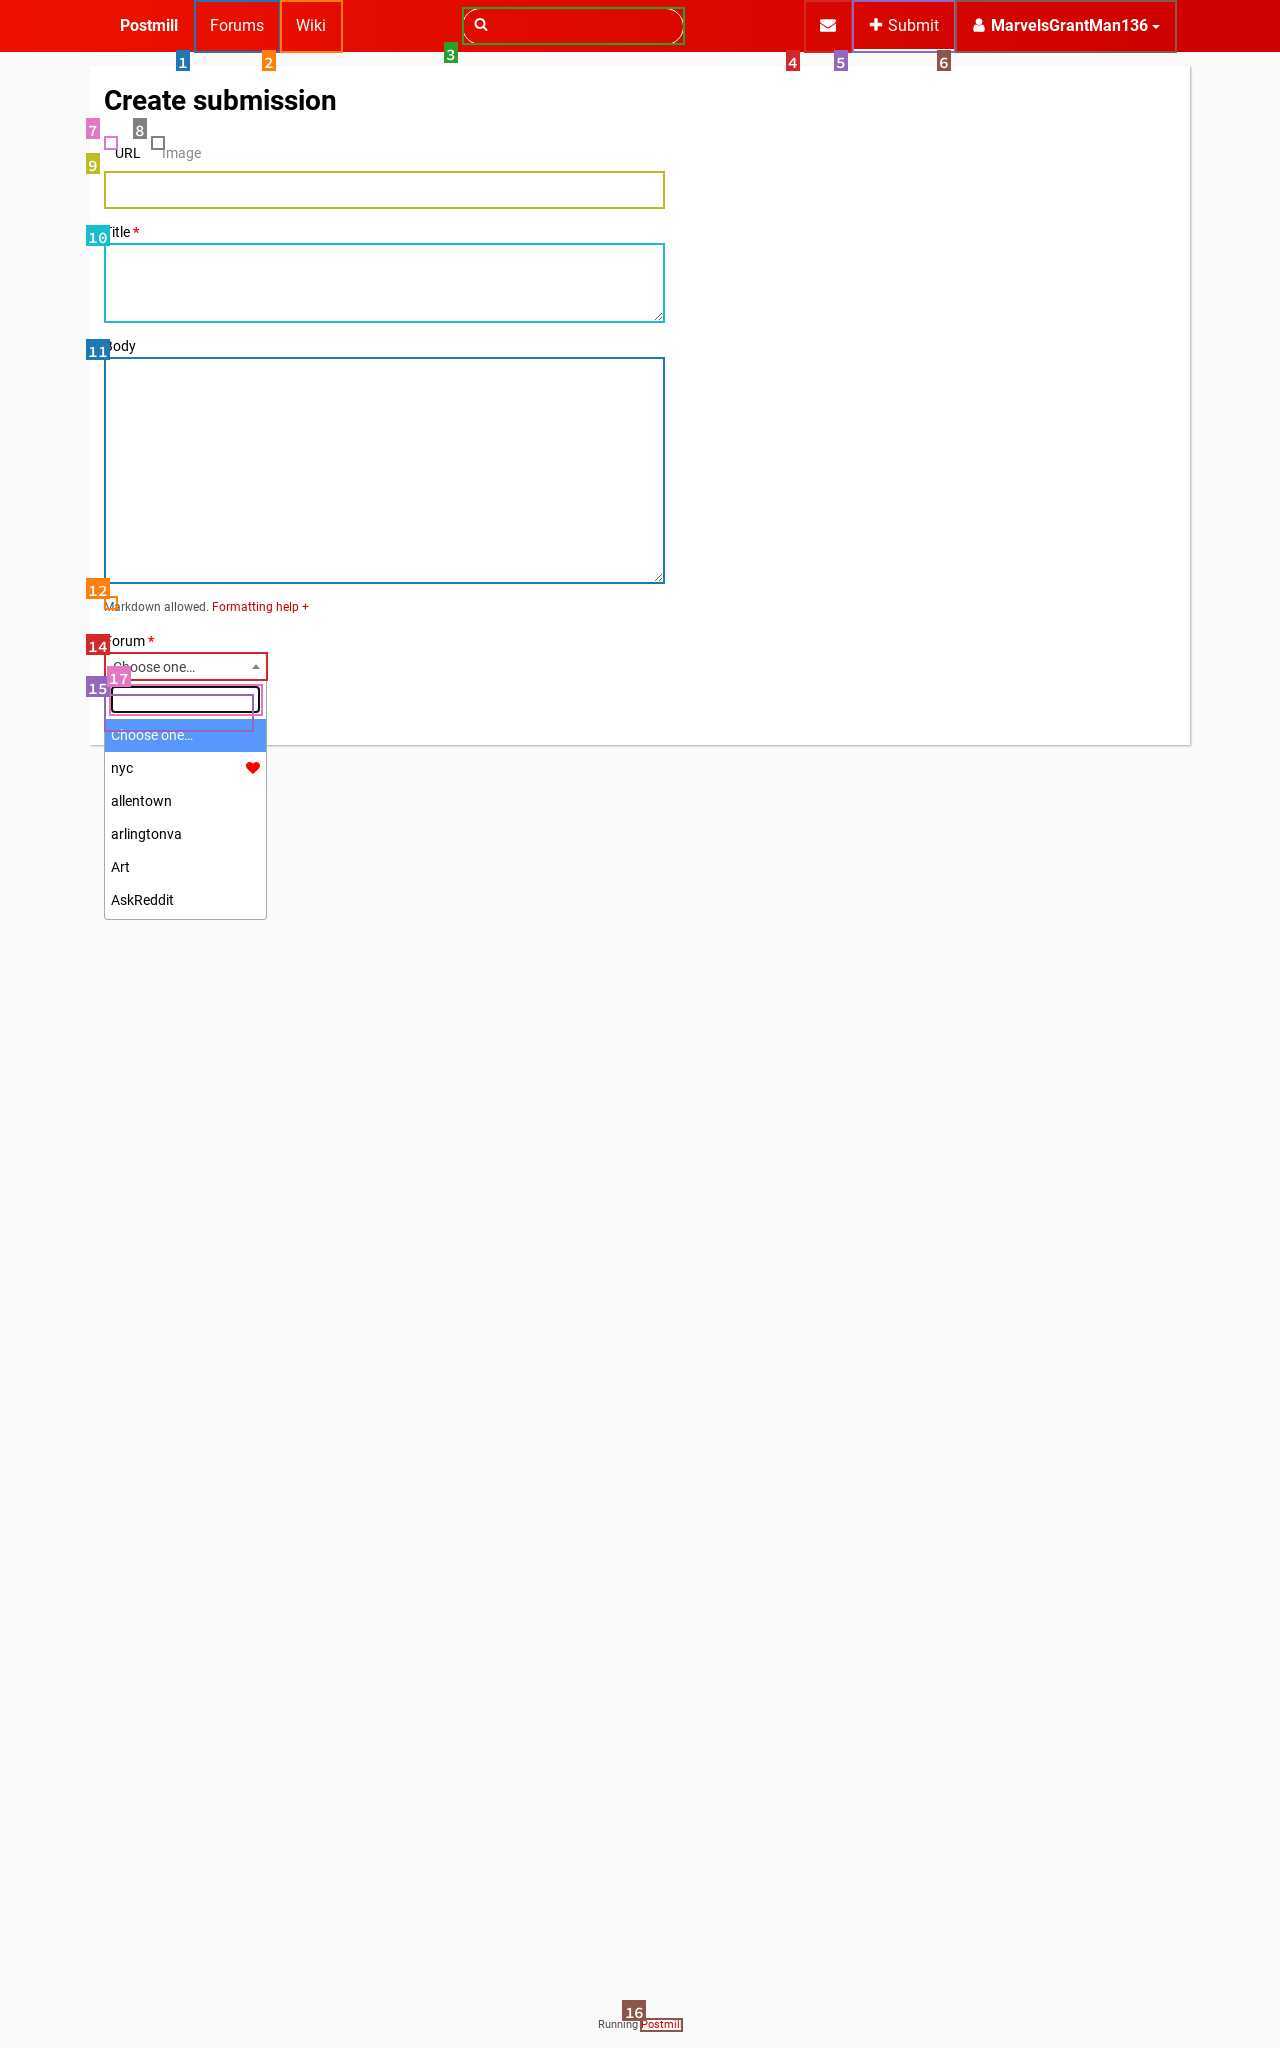 Postmill Forums Wiki Submit MarvelsGrantMan136
1 2 3 4 5 6
Create submission
7 8
URL Image
9
10 Title *
11 Body
12
Markdown allowed. Formatting help +
14 Forum *
Choose one...
17
15
Choose one...
nyc
allentown
arlingtonva
Art
AskReddit
16
Running Postmill